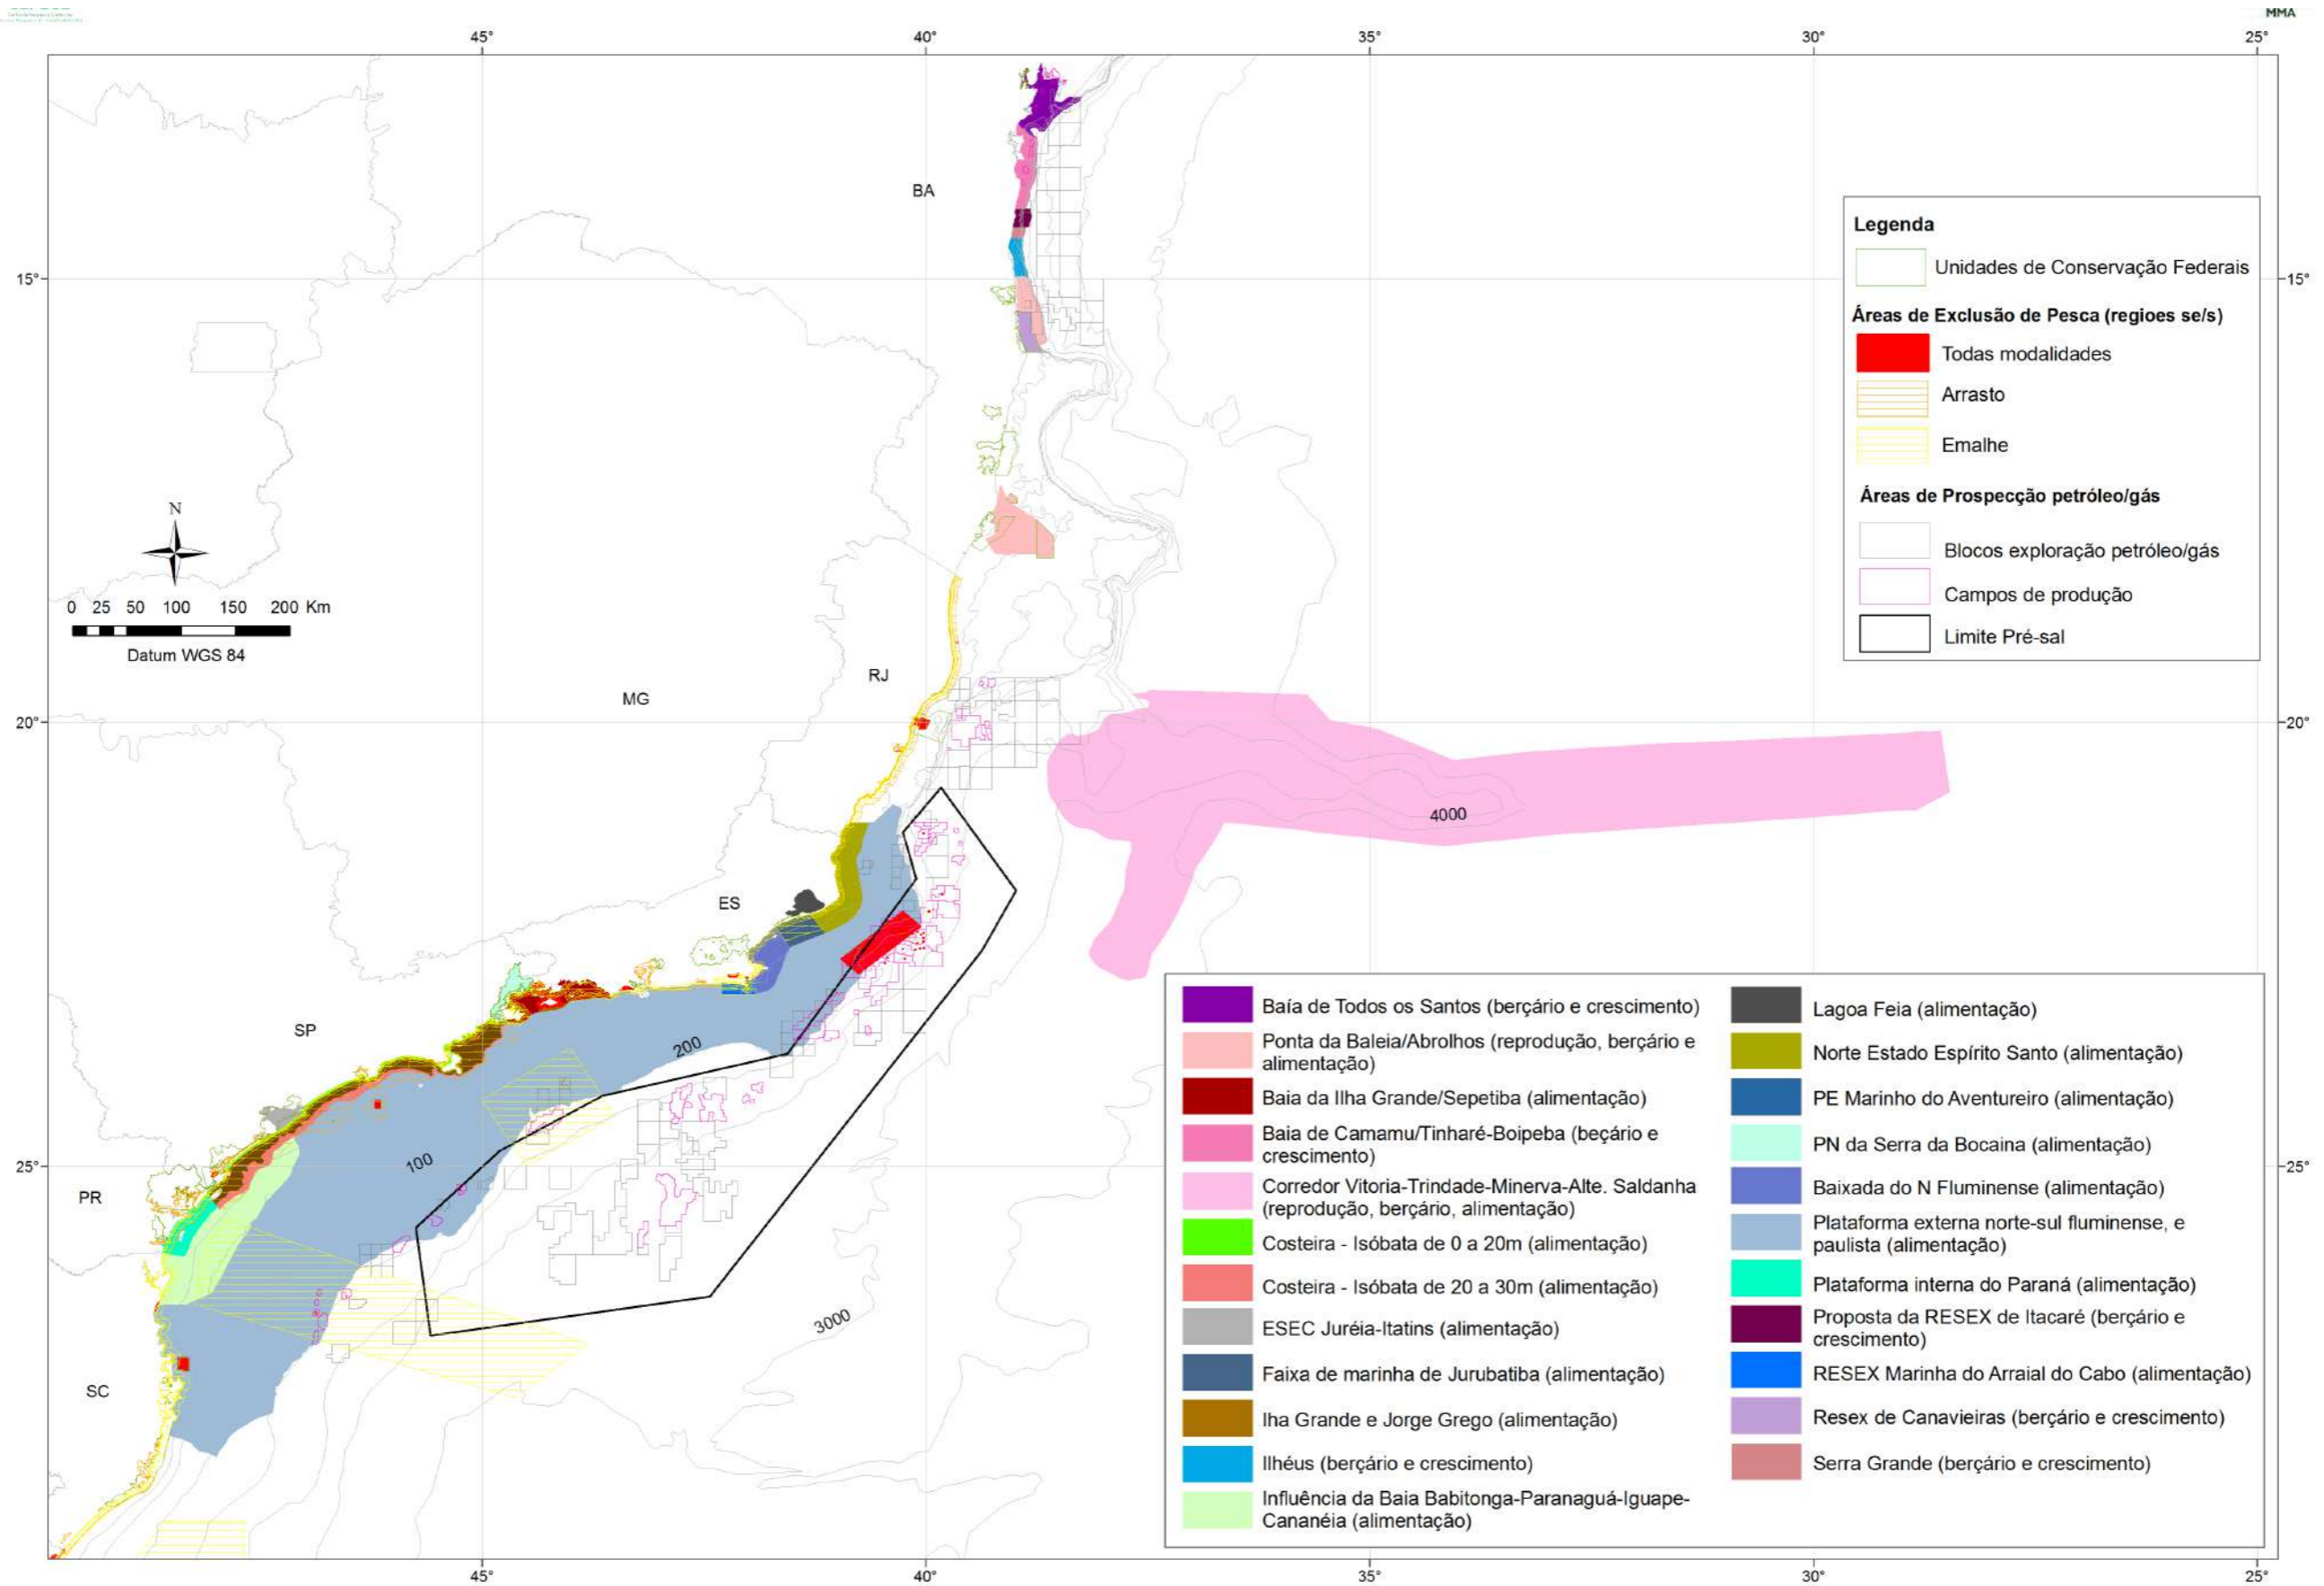 MMA
45°
40°
35°
30°
25°
15°
20°
25°
15°
20°
25°
BA
RJ
MG
ES
SP
PR
SC
N
0 25 50 100 150 200 Km
Datum WGS 84
4000
200
100
3000
Legenda
Unidades de Conservação Federais
Áreas de Exclusão de Pesca (regioes se/s)
Todas modalidades
Arrasto
Emalhe
Áreas de Prospecção petróleo/gás
Blocos exploração petróleo/gás
Campos de produção
Limite Pré-sal
Baía de Todos os Santos (berçário e crescimento)
Ponta da Baleia/Abrolhos (reprodução, berçário e
alimentação)
Baia da Ilha Grande/Sepetiba (alimentação)
Baia de Camamu/Tinharé-Boipeba (beçário e
crescimento)
Corredor Vitoria-Trindade-Minerva-Alte. Saldanha
(reprodução, berçário, alimentação)
Costeira - Isóbata de 0 a 20m (alimentação)
Costeira - Isóbata de 20 a 30m (alimentação)
ESEC Juréia-Itatins (alimentação)
Faixa de marinha de Jurubatiba (alimentação)
Iha Grande e Jorge Grego (alimentação)
Ilhéus (berçário e crescimento)
Influência da Baia Babitonga-Paranaguá-Iguape-
Cananéia (alimentação)
Lagoa Feia (alimentação)
Norte Estado Espírito Santo (alimentação)
PE Marinho do Aventureiro (alimentação)
PN da Serra da Bocaina (alimentação)
Baixada do N Fluminense (alimentação)
Plataforma externa norte-sul fluminense, e
paulista (alimentação)
Plataforma interna do Paraná (alimentação)
Proposta da RESEX de Itacaré (berçário e
crescimento)
RESEX Marinha do Arraial do Cabo (alimentação)
Resex de Canavieiras (berçário e crescimento)
Serra Grande (berçário e crescimento)
45°
40°
35°
30°
25°